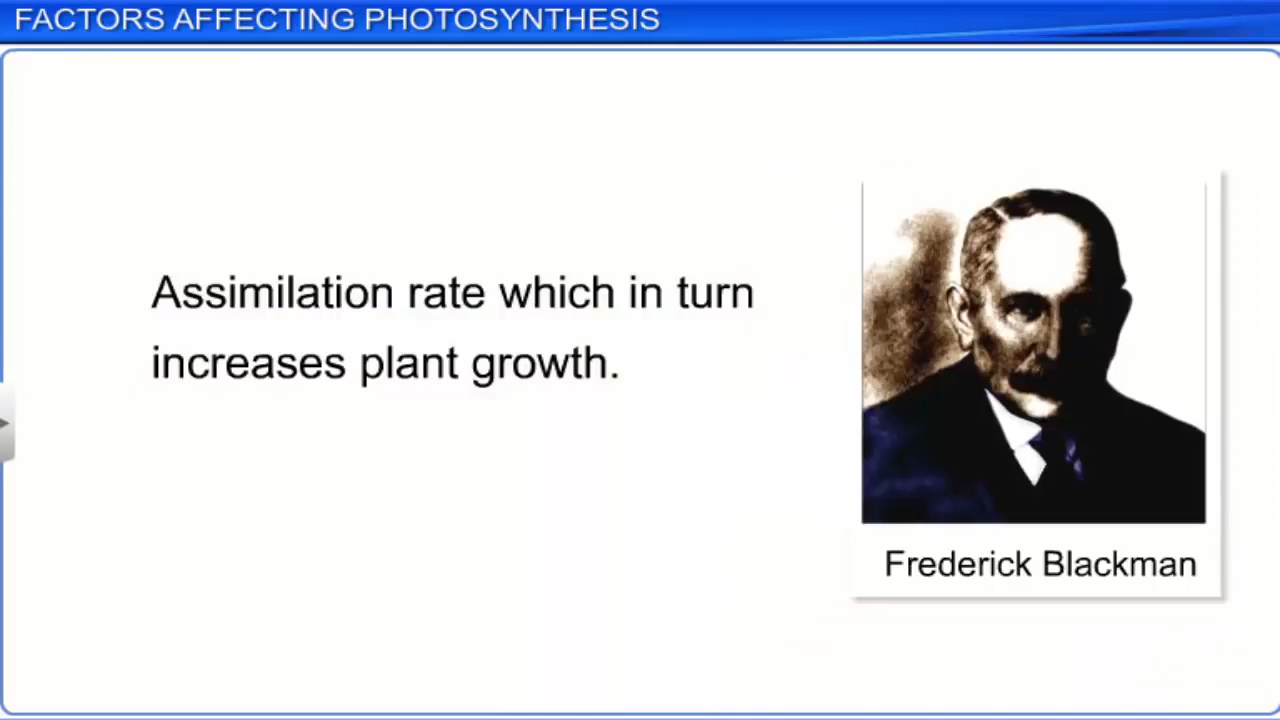 FACTORS AFFECTING PHOTOSYNTHESIS
Assimilation rate which in turn
increases plant growth.
Frederick Blackman